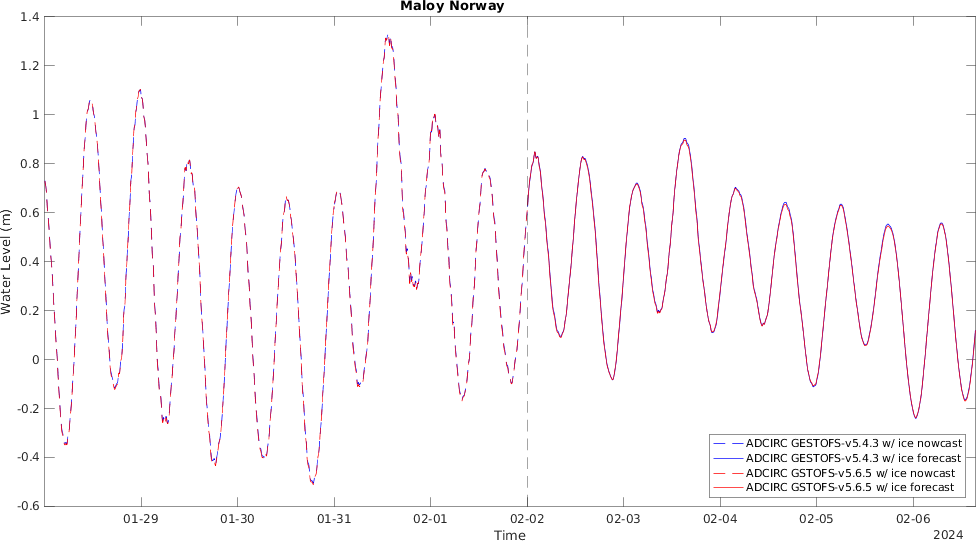 Maloy Norway
1.4
1.2
1
0.8
0.6
0.4
0.2
0
-0.2
-0.4
-0.6
Water Level (m)
01-29 01-30 01-31 02-01 02-02 02-03 02-04 02-05 02-06
Time
2024
ADCIRC GESTOFS-v5.4.3 w/ ice nowcast
ADCIRC GESTOFS-v5.4.3 w/ ice forecast
ADCIRC GSTOFS-v5.6.5 w/ ice nowcast
ADCIRC GSTOFS-v5.6.5 w/ ice forecast